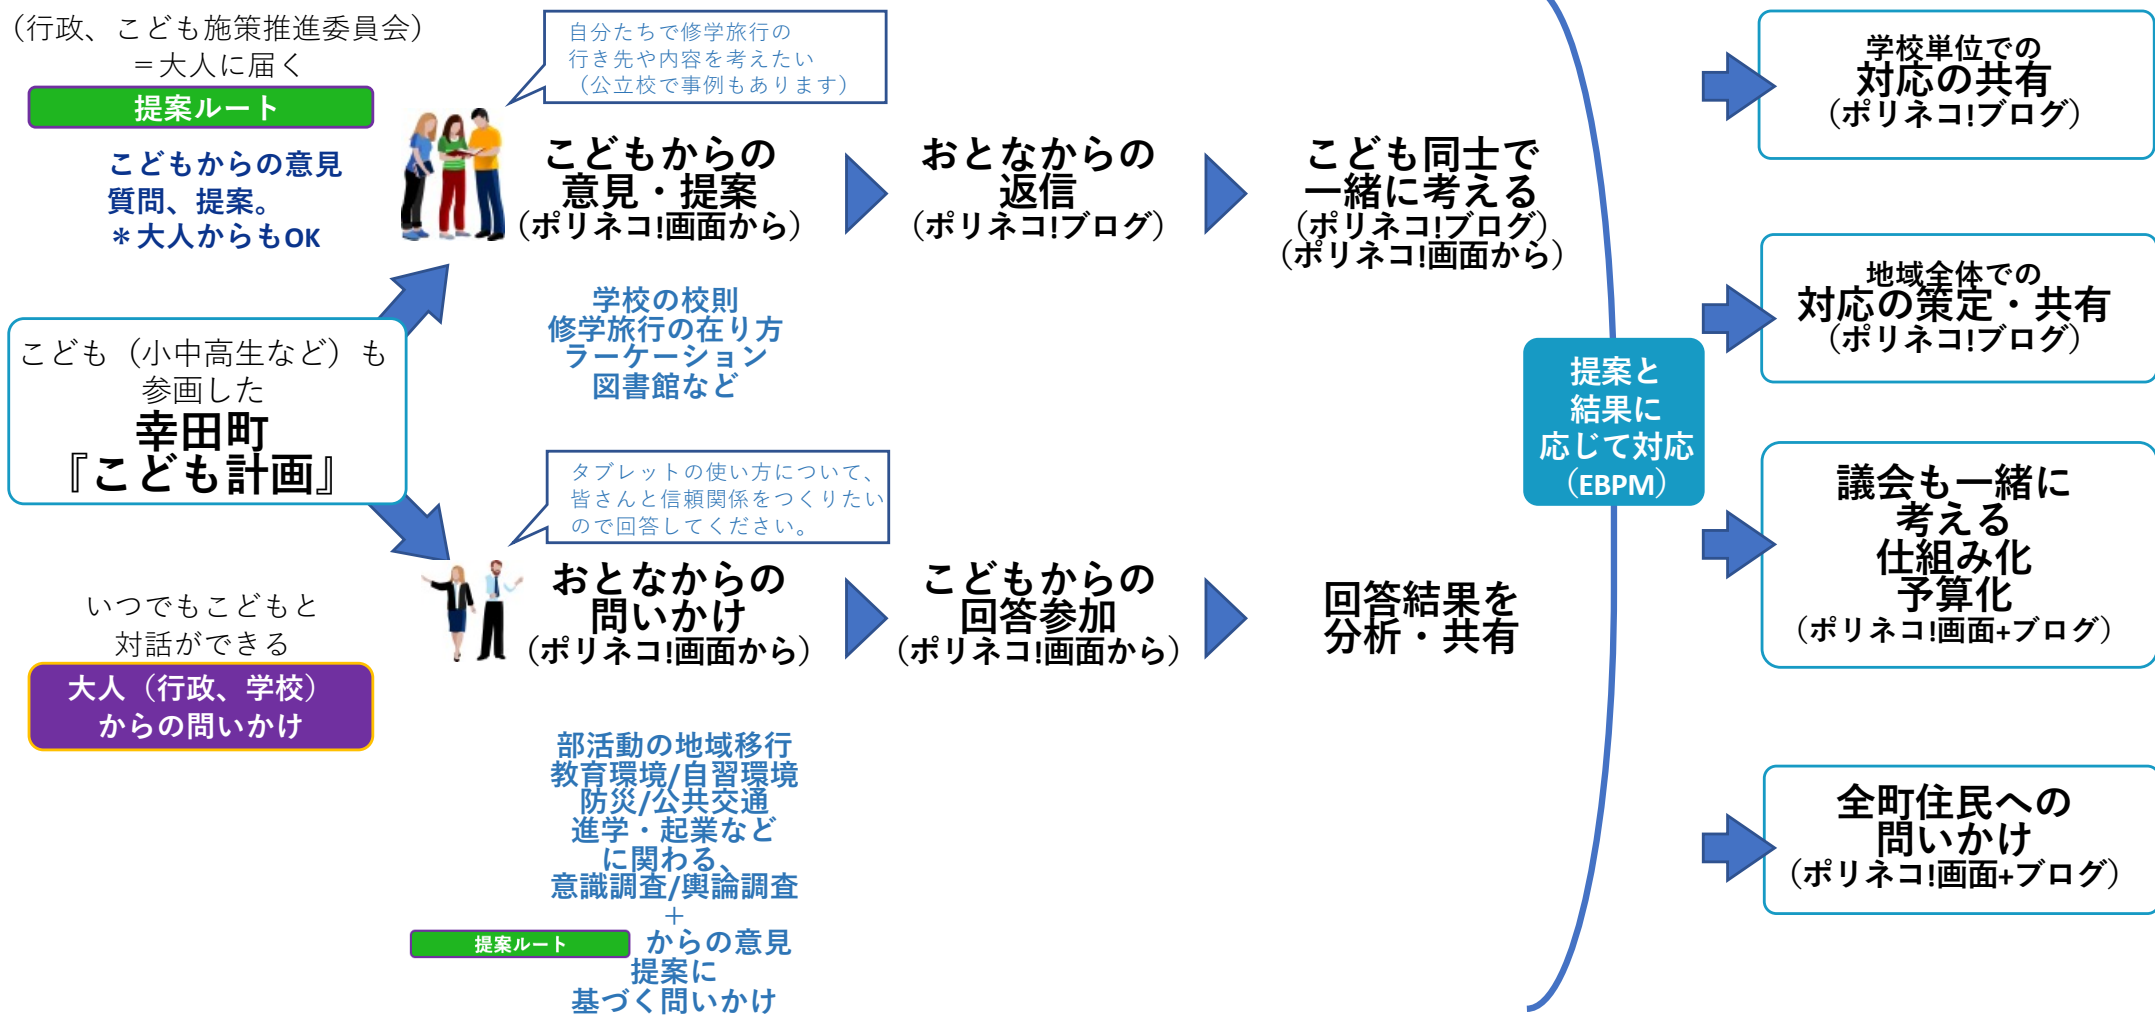 （行政、こども施策推進委員会）
＝大人に届く
提案ルート
こどもからの意見
質問、提案。
＊大人からもOK
こども（小中高生など）も
参画した
幸田町
『こども計画』
いつでもこどもと
対話ができる
大人（行政、学校）
からの問いかけ
自分たちで修学旅行の
行き先や内容を考えたい
（公立校で事例もあります）
こどもからの
意見・提案
（ポリネコ!画面から）
おとなからの
返信
（ポリネコ!ブログ）
こども同士で
一緒に考える
（ポリネコ!ブログ）
（ポリネコ!画面から）
学校の校則
修学旅行の在り方
ラーケーション
図書館など
タブレットの使い方について、
皆さんと信頼関係をつくりたい
ので回答してください。
おとなからの
問いかけ
（ポリネコ!画面から）
こどもからの
回答参加
（ポリネコ!画面から）
回答結果を
分析・共有
部活動の地域移行
教育環境/自習環境
防災/公共交通
進学・起業など
に関わる、
意識調査/輿論調査
＋
提案ルート からの意見
提案に
基づく問いかけ
提案と
結果に
応じて対応
（EBPM）
学校単位での
対応の共有
（ポリネコ!ブログ）
地域全体での
対応の策定・共有
（ポリネコ!ブログ）
議会も一緒に
考える
仕組み化
予算化
（ポリネコ!画面+ブログ）
全町住民への
問いかけ
（ポリネコ!画面+ブログ）